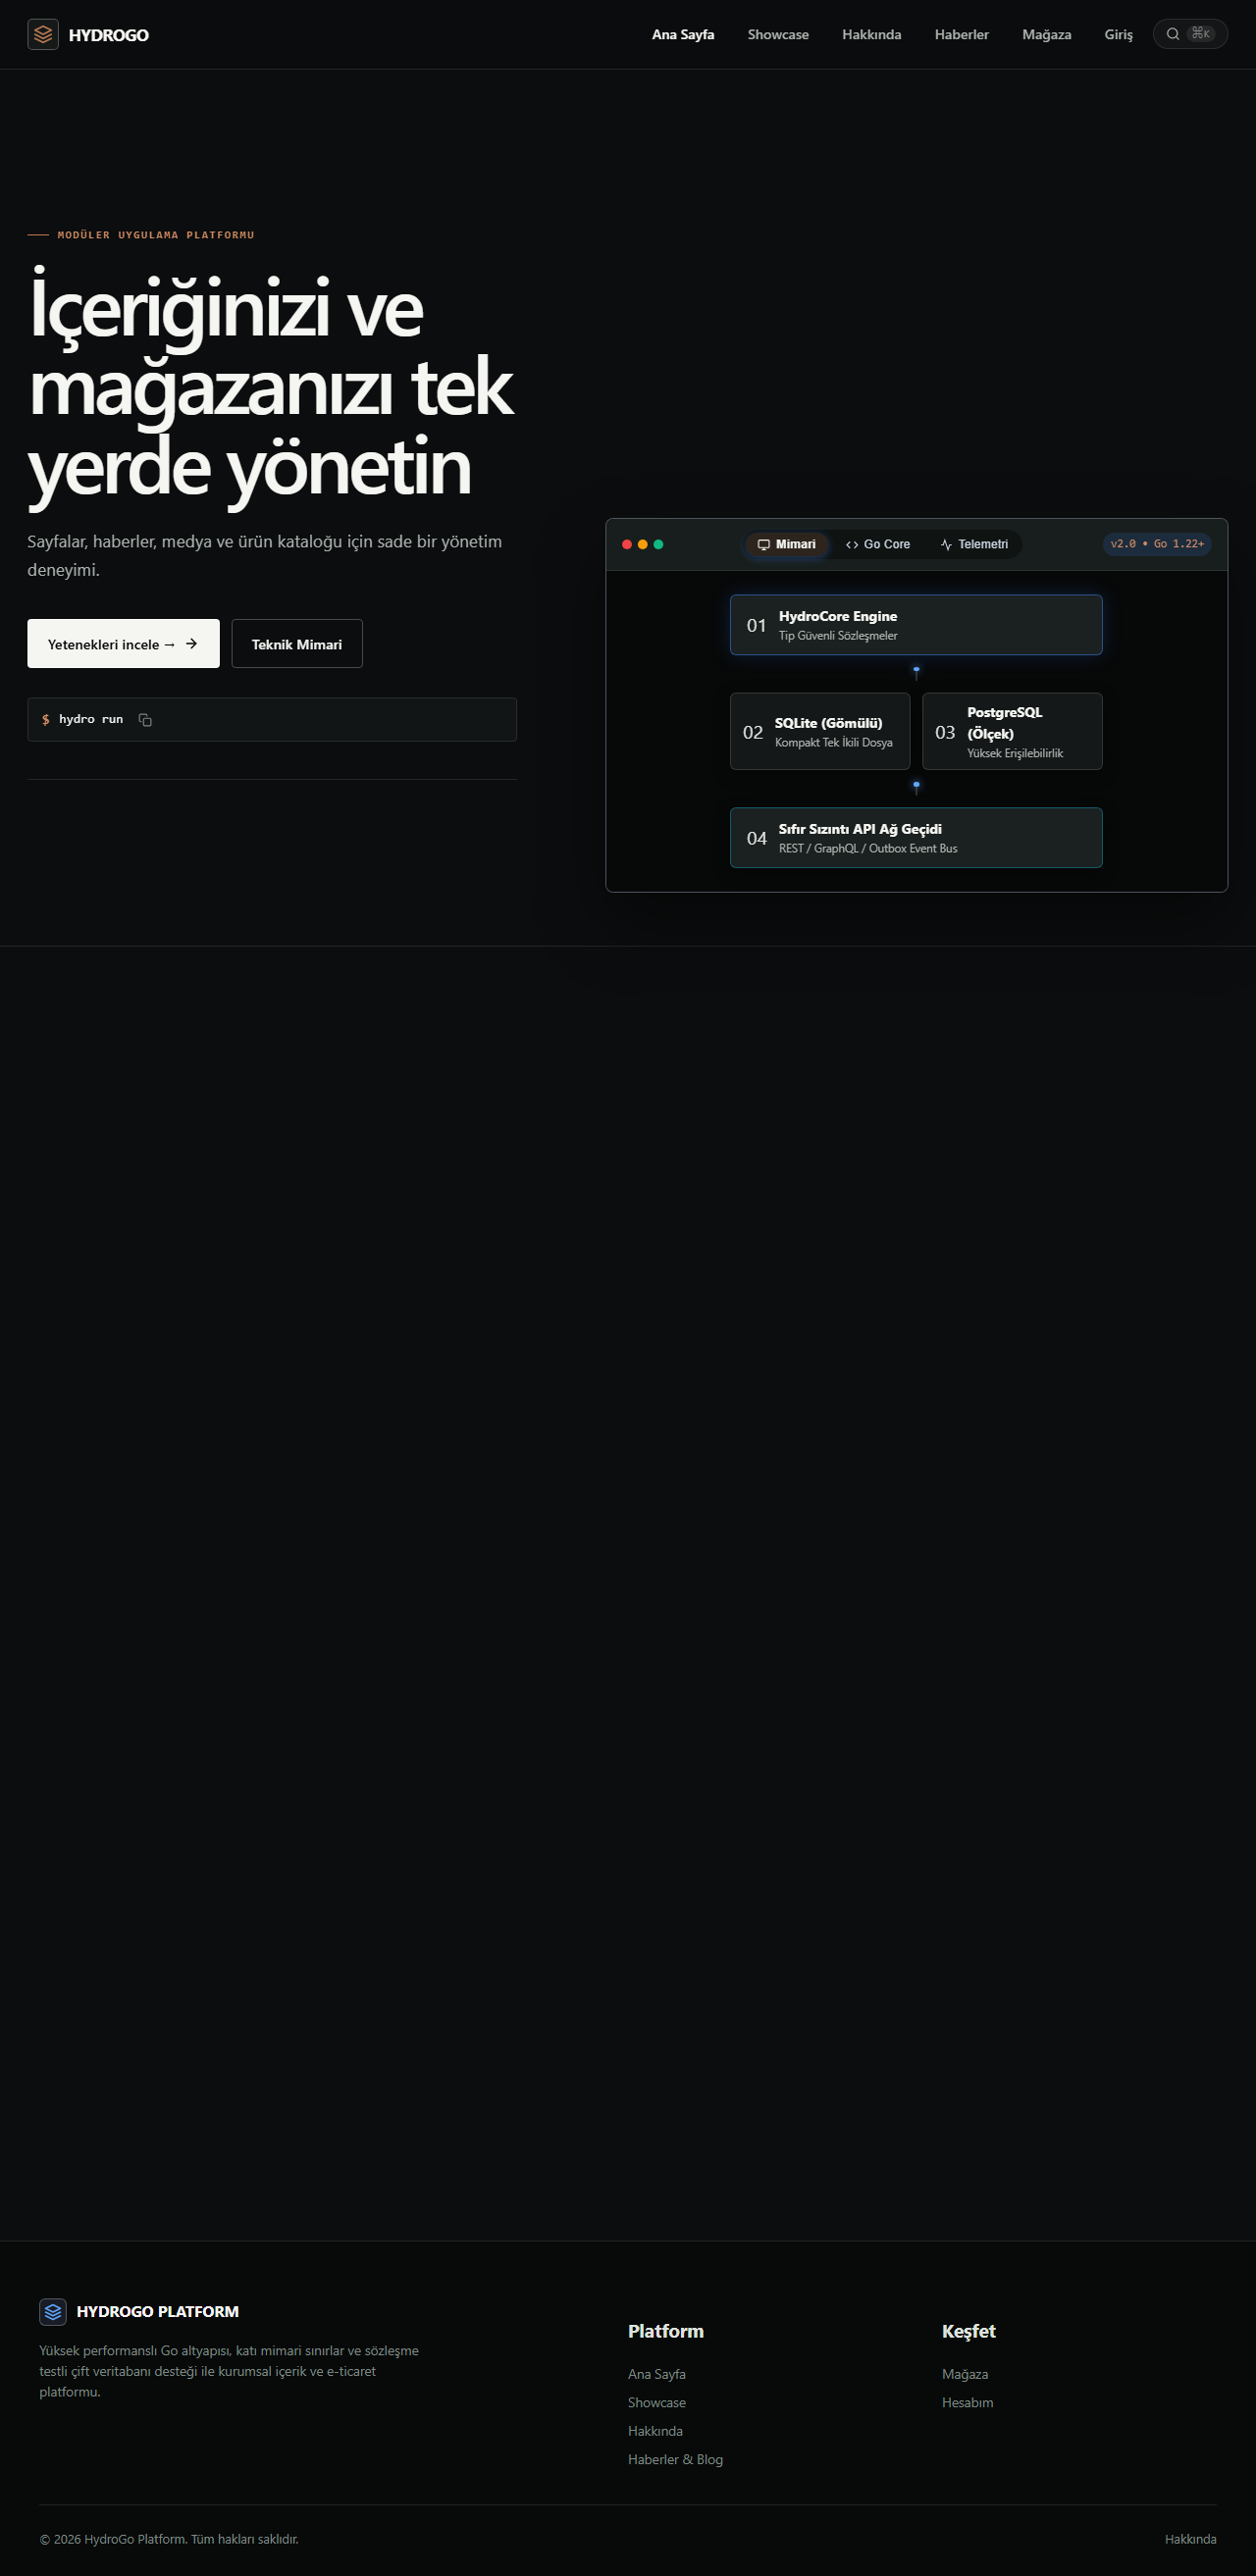 HYDROGO
Ana Sayfa
Showcase
Hakkında
Haberler
Mağaza
Giriş
⌘K
MODÜLER UYGULAMA PLATFORMU
İçeriğinizi ve
mağazanızı tek
yerde yönetin
Sayfalar, haberler, medya ve ürün kataloğu için sade bir yönetim
deneyimi.
Yetenekleri incele →
Teknik Mimari
$ hydro run
Mimari
Go Core
Telemetri
v2.0 • Go 1.22+
01
HydroCore Engine
Tip Güvenli Sözleşmeler
02
SQLite (Gömülü)
Kompakt Tek İkili Dosya
03
PostgreSQL
(Ölçek)
Yüksek Erişilebilirlik
04
Sıfır Sızıntı API Ağ Geçidi
REST / GraphQL / Outbox Event Bus
HYDROGO PLATFORM
Yüksek performanslı Go altyapısı, katı mimari sınırlar ve sözleşme
testli çift veritabanı desteği ile kurumsal içerik ve e-ticaret
platformu.
Platform
Ana Sayfa
Showcase
Hakkında
Haberler & Blog
Keşfet
Mağaza
Hesabım
© 2026 HydroGo Platform. Tüm hakları saklıdır.
Hakkında